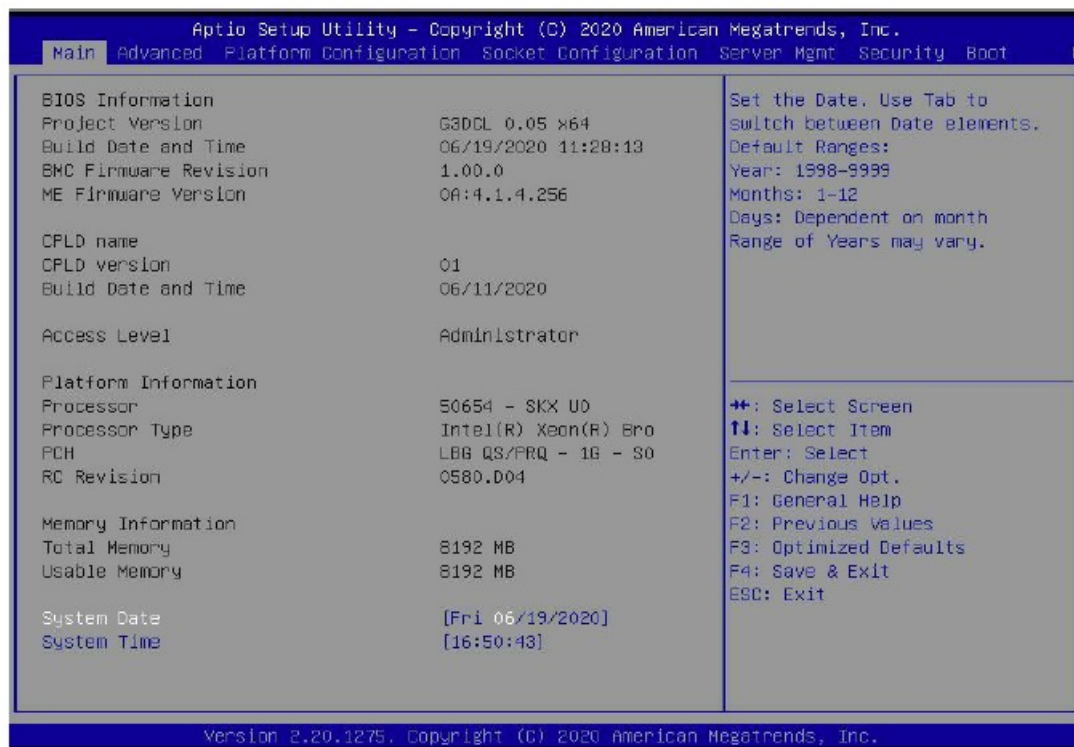 Aptio Setup Utility - Copyright (C) 2020 American Megatrends, Inc.
Main Advanced Platform Configuration Socket Configuration Server Mgmt Security Boot
BIOS Information
Project Version G3DCL 0.05 x64
Build Date and Time 06/19/2020 11:28:13
BMC Firmware Revision 1.00.0
ME Firmware Version 0A:4.1.4.256
CPLD name
CPLD version 01
Build Date and Time 06/11/2020
Access Level Administrator
Platform Information
Processor 50654 - SKX U0
Processor Type Intel(R) Xeon(R) Bro
PCH LBG QS/PRQ - 1G - S0
RC Revision 0580.D04
Memory Information
Total Memory 8192 MB
Usable Memory 8192 MB
System Date [Fri 06/19/2020]
System Time [16:50:43]
Set the Date. Use Tab to
switch between Date elements.
Default Ranges:
Year: 1998-9999
Months: 1-12
Days: Dependent on month
Range of Years may vary.
→←: Select Screen
↑↓: Select Item
Enter: Select
+/-: Change Opt.
F1: General Help
F2: Previous Values
F3: Optimized Defaults
F4: Save & Exit
ESC: Exit
Version 2.20.1275. Copyright (C) 2020 American Megatrends, Inc.